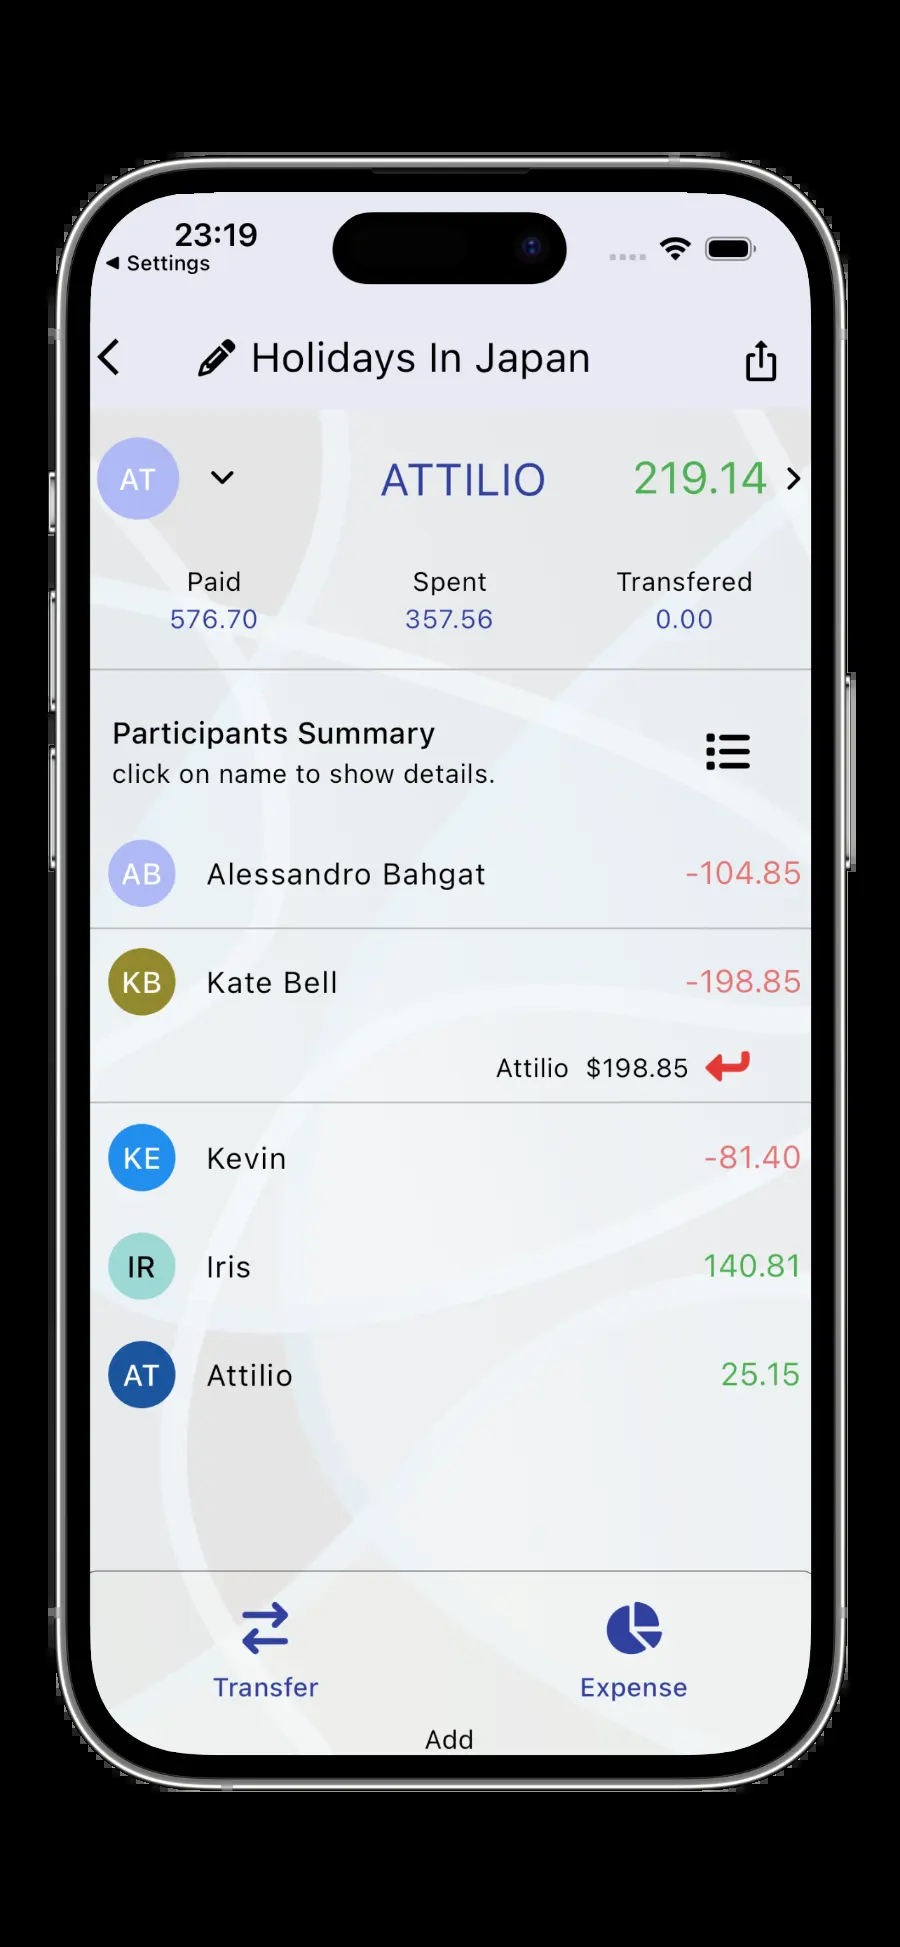 23:19
Settings
Holidays In Japan
AT
ATTILIO
219.14
Paid
Spent
Transfered
576.70
357.56
0.00
Participants Summary
click on name to show details.
AB
Alessandro Bahgat
-104.85
KB
Kate Bell
-198.85
Attilio $198.85
KE
Kevin
-81.40
IR
Iris
140.81
AT
Attilio
25.15
Transfer
Expense
Add